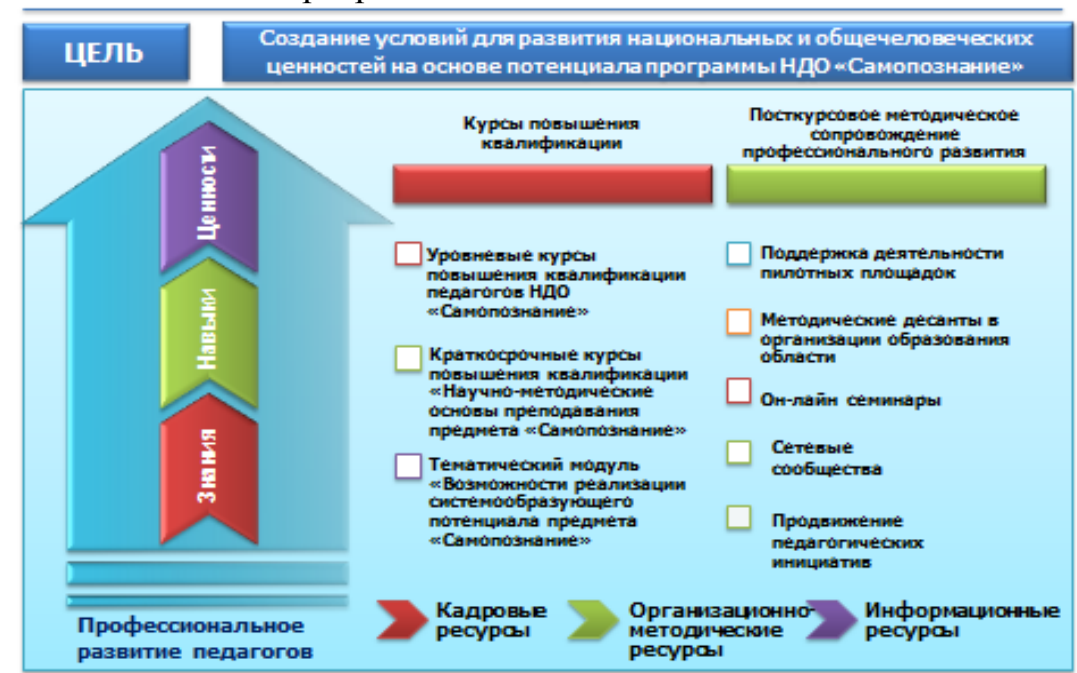 ЦЕЛЬ
Создание условий для развития национальных и общечеловеческих
ценностей на основе потенциала программы НДО «Самопознание»
Ценности
Навыки
Знания
Профессиональное
развитие педагогов
Курсы повышения
квалификации
Уровневые курсы
повышения квалификации
педагогов НДО
«Самопознание»
Краткосрочные курсы
повышения квалификации
«Научно-методические
основы преподавания
предмета «Самопознание»
Тематический модуль
«Возможности реализации
системообразующего
потенциала предмета
«Самопознание»
Посткурсовое методическое
сопровождение
профессионального развития
Поддержка деятельности
пилотных площадок
Методические десанты в
организации образования
области
Он-лайн семинары
Сетевые
сообщества
Продвижение
педагогических
инициатив
Кадровые
ресурсы
Организационно-
методические
ресурсы
Информационные
ресурсы